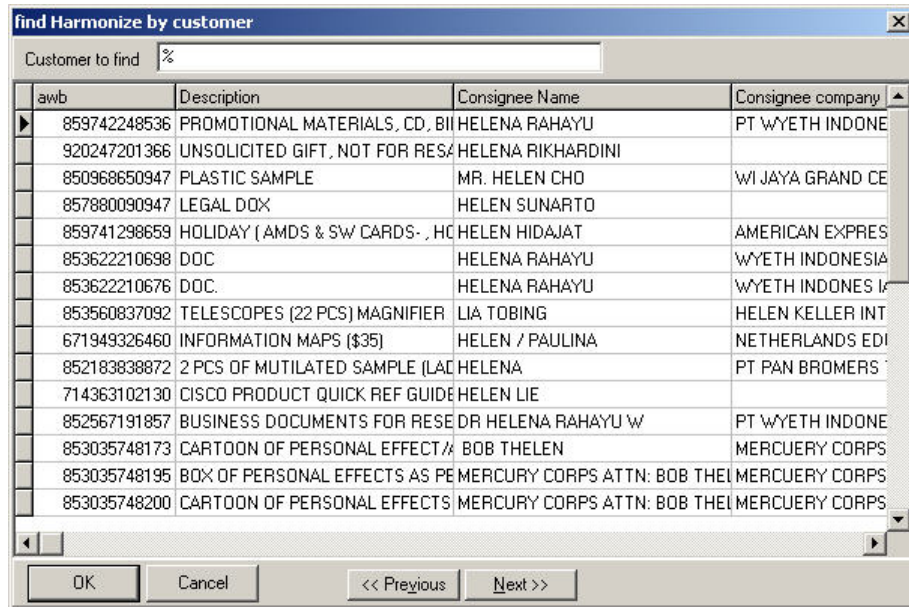 find Harmonize by customer
Customer to find %
awb Description Consignee Name Consignee company
859742248536 PROMOTIONAL MATERIALS, CD, BII HELENA RAHAYU PT WYETH INDONE
920247201366 UNSOLICITED GIFT, NOT FOR RESA HELENA RIKHARDINI
850968650947 PLASTIC SAMPLE MR. HELEN CHO WIJAYA GRAND CE
857880090947 LEGAL DOX HELEN SUNARTO
859741298659 HOLIDAY ( AMDS & SW CARDS- , HO HELEN HIDAJAT AMERICAN EXPRES
853622210698 DOC HELENA RAHAYU WYETH INDONESIA
853622210676 DOC. HELENA RAHAYU WYETH INDONES IA
853560837092 TELESCOPES (22 PCS) MAGNIFIER LIA TOBING HELEN KELLER INT
671949326460 INFORMATION MAPS ($35) HELEN / PAULINA NETHERLANDS EDU
852183838872 2 PCS OF MUTILATED SAMPLE (LAD HELENA PT PAN BROMERS
714363102130 CISCO PRODUCT QUICK REF GUIDE HELEN LIE
852567191857 BUSINESS DOCUMENTS FOR RESE DR HELENA RAHAYU W PT WYETH INDONE
853035748173 CARTOON OF PERSONAL EFFECT/A BOB THELEN MERCUERY CORPS
853035748195 BOX OF PERSONAL EFFECTS AS PE MERCURY CORPS ATTN: BOB THEL MERCUERY CORPS
853035748200 CARTOON OF PERSONAL EFFECTS MERCURY CORPS ATTN: BOB THEL MERCUERY CORPS
OK Cancel << Previous Next >>